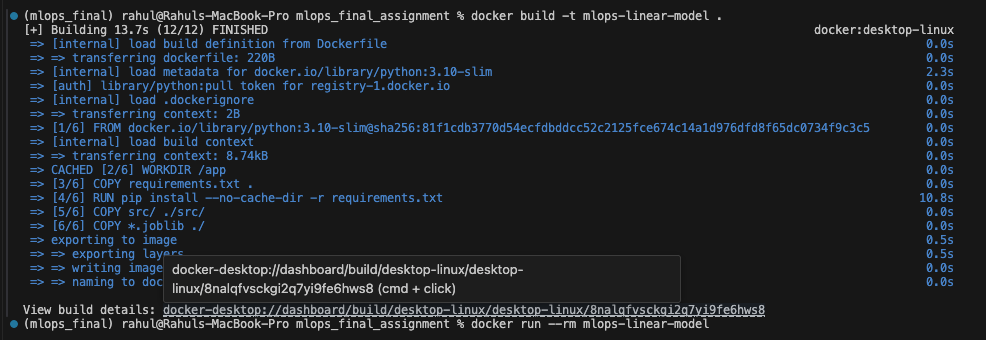 (mlops_final) rahul@Rahuls-MacBook-Pro mlops_final_assignment % docker build -t mlops-linear-model .
[+] Building 13.7s (12/12) FINISHED docker:desktop-linux
=> [internal] load build definition from Dockerfile 0.0s
=> => transferring dockerfile: 220B 0.0s
=> [internal] load metadata for docker.io/library/python:3.10-slim 2.3s
=> [auth] library/python:pull token for registry-1.docker.io 0.0s
=> [internal] load .dockerignore 0.0s
=> => transferring context: 2B 0.0s
=> [1/6] FROM docker.io/library/python:3.10-slim@sha256:81f1cdb3770d54ecfdbddcc52c2125fce674c14a1d976dfd8f65dc0734f9c3c5 0.0s
=> [internal] load build context 0.0s
=> => transferring context: 8.74kB 0.0s
=> CACHED [2/6] WORKDIR /app 0.0s
=> [3/6] COPY requirements.txt . 0.0s
=> [4/6] RUN pip install --no-cache-dir -r requirements.txt 10.8s
=> [5/6] COPY src/ ./src/ 0.0s
=> [6/6] COPY *.joblib ./ 0.0s
=> exporting to image 0.5s
=> => exporting layers 0.5s
=> => writing image 0.0s
=> => naming to doc 0.0s
docker-desktop://dashboard/build/desktop-linux/desktop-
linux/8nalqfvsckgi2q7yi9fe6hws8 (cmd + click)
View build details: docker-desktop://dashboard/build/desktop-linux/desktop-linux/8nalqfvsckgi2q7yi9fe6hws8
(mlops_final) rahul@Rahuls-MacBook-Pro mlops_final_assignment % docker run --rm mlops-linear-model